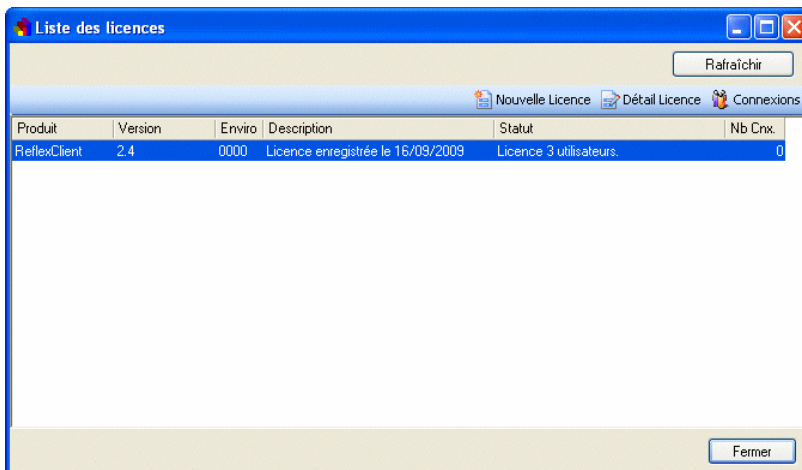 Liste des licences
Rafraîchir
Nouvelle Licence Détail Licence Connexions
Produit Version Enviro Description Statut Nb Cnx.
ReflexClient 2.4 0000 Licence enregistrée le 16/09/2009 Licence 3 utilisateurs. 0
Fermer